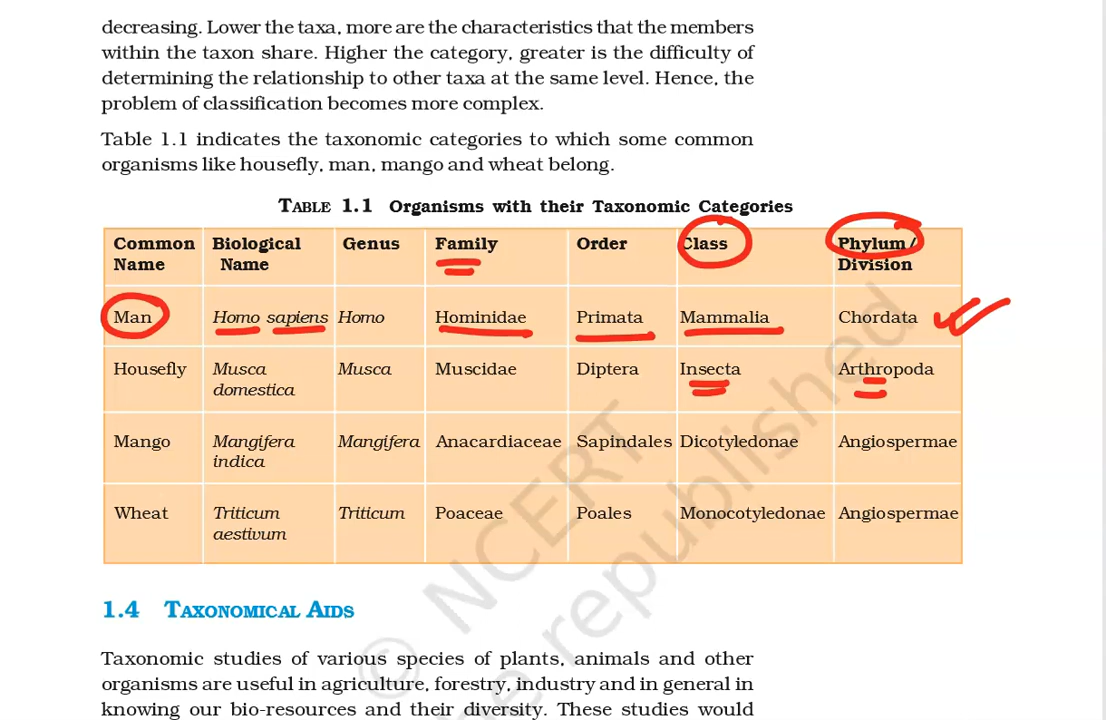 decreasing. Lower the taxa, more are the characteristics that the members
within the taxon share. Higher the category, greater is the difficulty of
determining the relationship to other taxa at the same level. Hence, the
problem of classification becomes more complex.
Table 1.1 indicates the taxonomic categories to which some common
organisms like housefly, man, mango and wheat belong.
TABLE 1.1 Organisms with their Taxonomic Categories
Common Name Biological Name Genus Family Order Class Phylum / Division
Man Homo sapiens Homo Hominidae Primata Mammalia Chordata
Housefly Musca domestica Musca Muscidae Diptera Insecta Arthropoda
Mango Mangifera indica Mangifera Anacardiaceae Sapindales Dicotyledonae Angiospermae
Wheat Triticum aestivum Triticum Poaceae Poales Monocotyledonae Angiospermae
1.4 TAXONOMICAL AIDS
Taxonomic studies of various species of plants, animals and other
organisms are useful in agriculture, forestry, industry and in general in
knowing our bio-resources and their diversity. These studies would
© NCERT
be republished